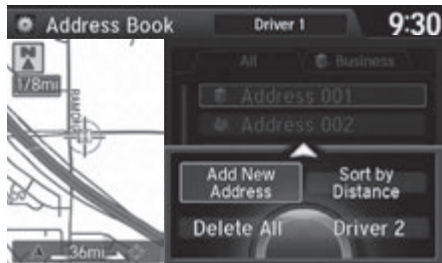 Address Book
Driver 1
9:30
N
1/8mi
All
Business
RAMONA
Address 001
Address 002
Add New
Address
Sort by
Distance
Delete All
Driver 2
36mi